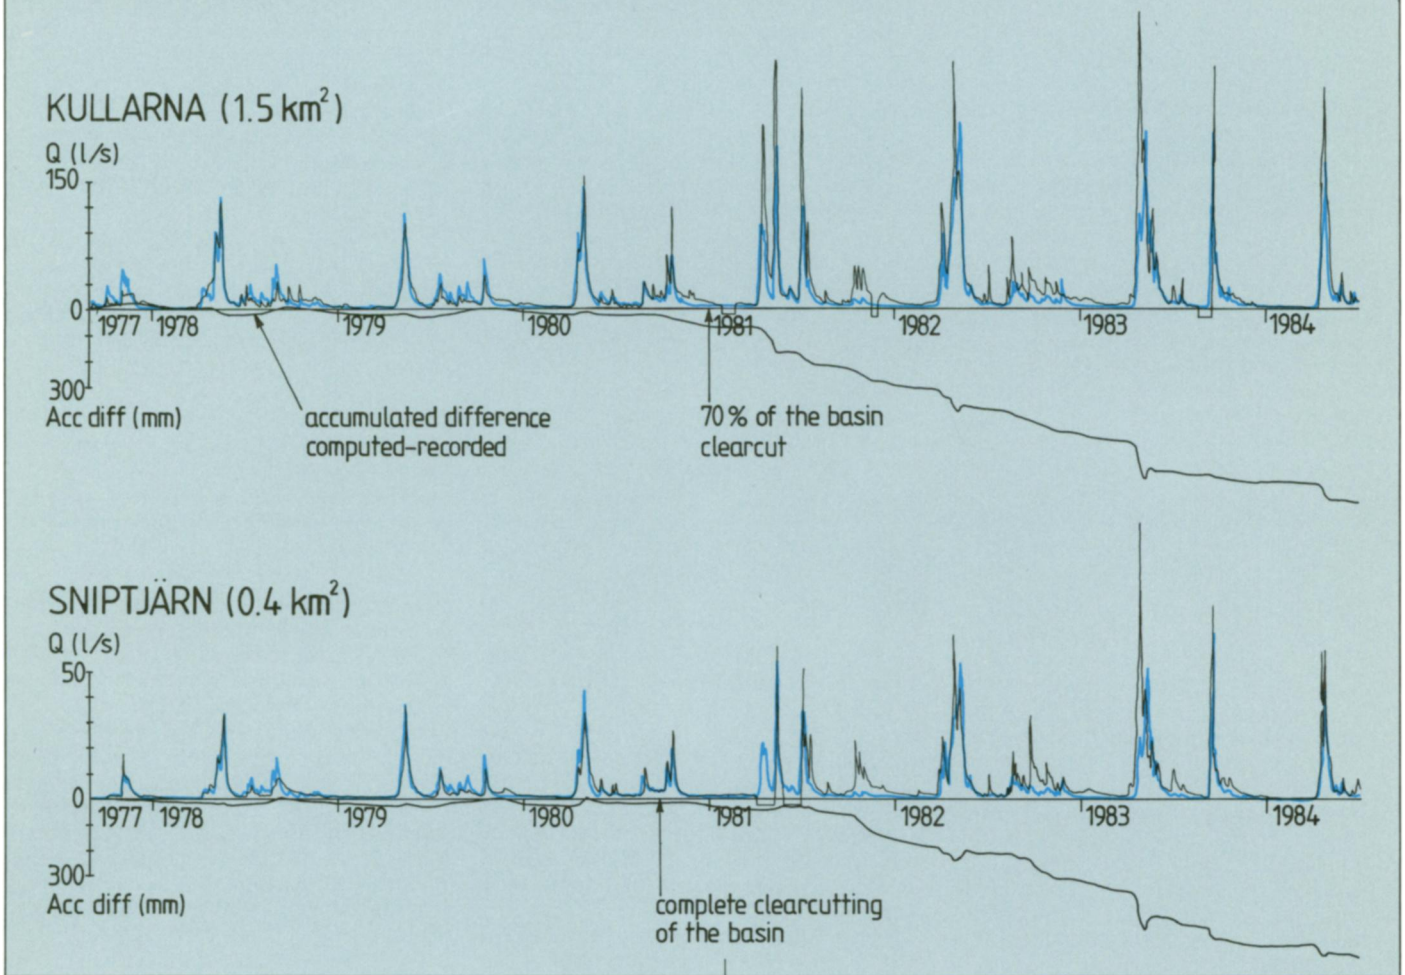 KULLARNA (1.5 km²)
Q (l/s)
150
0
1977 1978 1979 1980 1981 1982 1983 1984
300
Acc diff (mm)
accumulated difference
computed-recorded
70% of the basin
clearcut
SNIPTJÄRN (0.4 km²)
Q (l/s)
50
0
1977 1978 1979 1980 1981 1982 1983 1984
300
Acc diff (mm)
complete clearcutting
of the basin